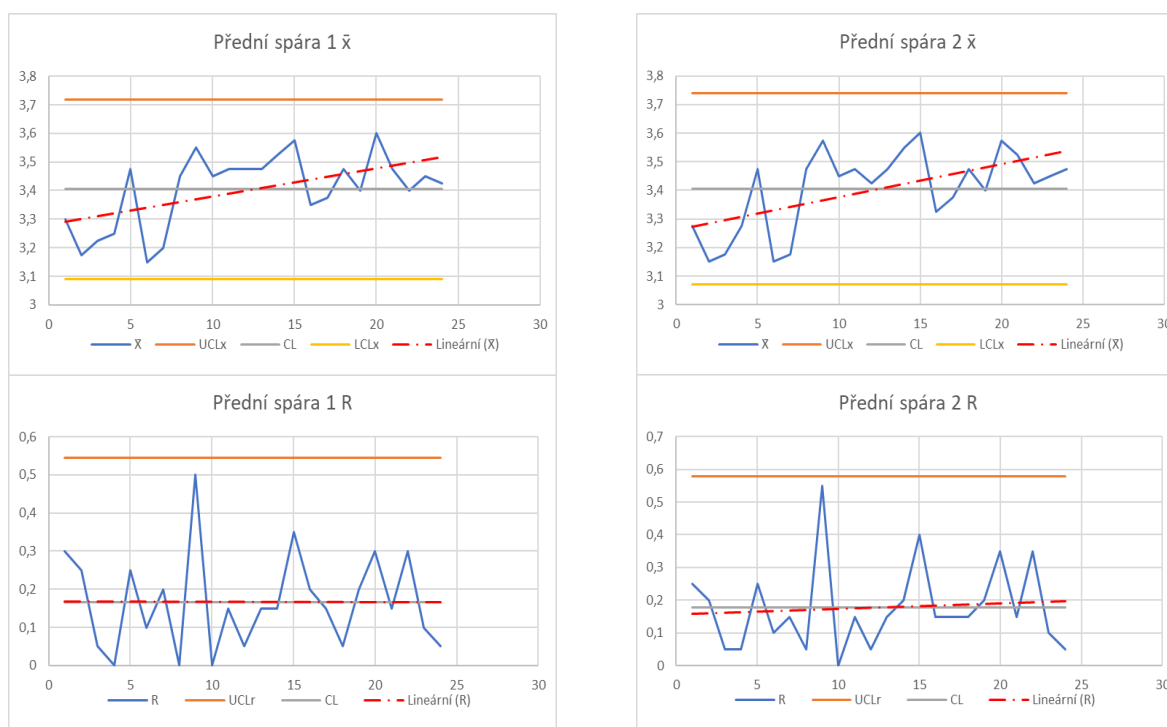 Přední spára 1 x̄
3,8
3,7
3,6
3,5
3,4
3,3
3,2
3,1
3
0 5 10 15 20 25 30
X̄ UCLx CL LCLx Lineární (X̄)
Přední spára 2 x̄
3,8
3,7
3,6
3,5
3,4
3,3
3,2
3,1
3
0 5 10 15 20 25 30
X̄ UCLx CL LCLx Lineární (X̄)
Přední spára 1 R
0,6
0,5
0,4
0,3
0,2
0,1
0
0 5 10 15 20 25 30
R UCLr CL Lineární (R)
Přední spára 2 R
0,7
0,6
0,5
0,4
0,3
0,2
0,1
0
0 5 10 15 20 25 30
R UCLr CL Lineární (R)